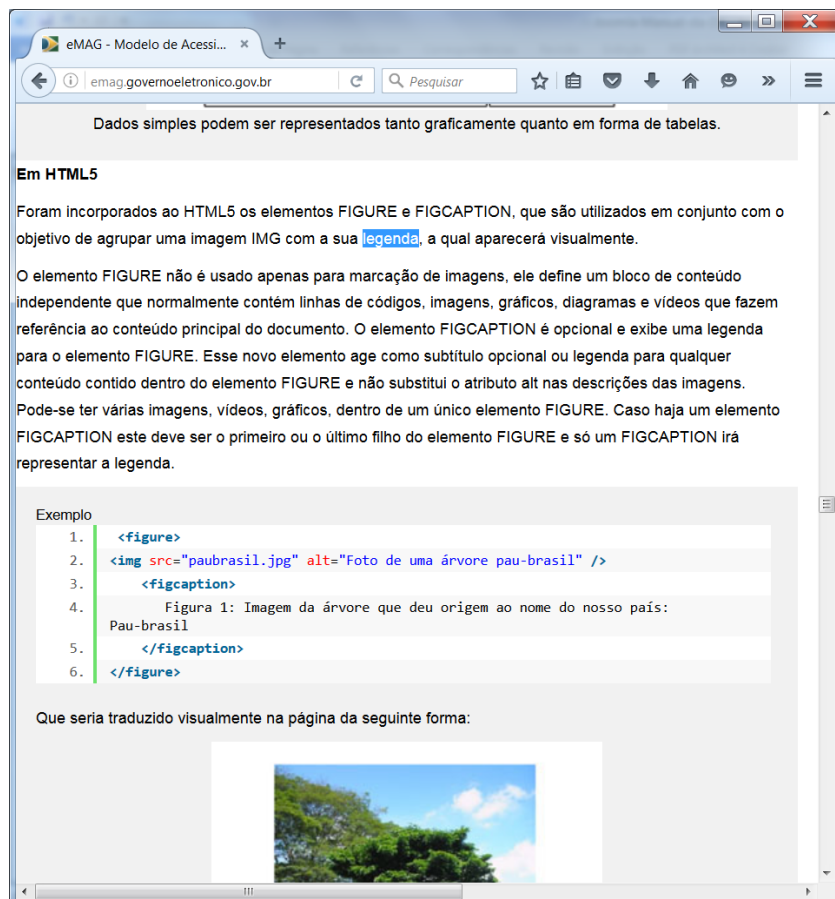 eMAG - Modelo de Acessi...
emag.governoeletronico.gov.br
Pesquisar
Dados simples podem ser representados tanto graficamente quanto em forma de tabelas.
Em HTML5
Foram incorporados ao HTML5 os elementos FIGURE e FIGCAPTION, que são utilizados em conjunto com o
objetivo de agrupar uma imagem IMG com a sua legenda, a qual aparecerá visualmente.
O elemento FIGURE não é usado apenas para marcação de imagens, ele define um bloco de conteúdo
independente que normalmente contém linhas de códigos, imagens, gráficos, diagramas e vídeos que fazem
referência ao conteúdo principal do documento. O elemento FIGCAPTION é opcional e exibe uma legenda
para o elemento FIGURE. Esse novo elemento age como subtítulo opcional ou legenda para qualquer
conteúdo contido dentro do elemento FIGURE e não substitui o atributo alt nas descrições das imagens.
Pode-se ter várias imagens, vídeos, gráficos, dentro de um único elemento FIGURE. Caso haja um elemento
FIGCAPTION este deve ser o primeiro ou o último filho do elemento FIGURE e só um FIGCAPTION irá
representar a legenda.
Exemplo
1. <figure>
2. <img src="paubrasil.jpg" alt="Foto de uma árvore pau-brasil" />
3. <figcaption>
4. Figura 1: Imagem da árvore que deu origem ao nome do nosso país:
Pau-brasil
5. </figcaption>
6. </figure>
Que seria traduzido visualmente na página da seguinte forma: